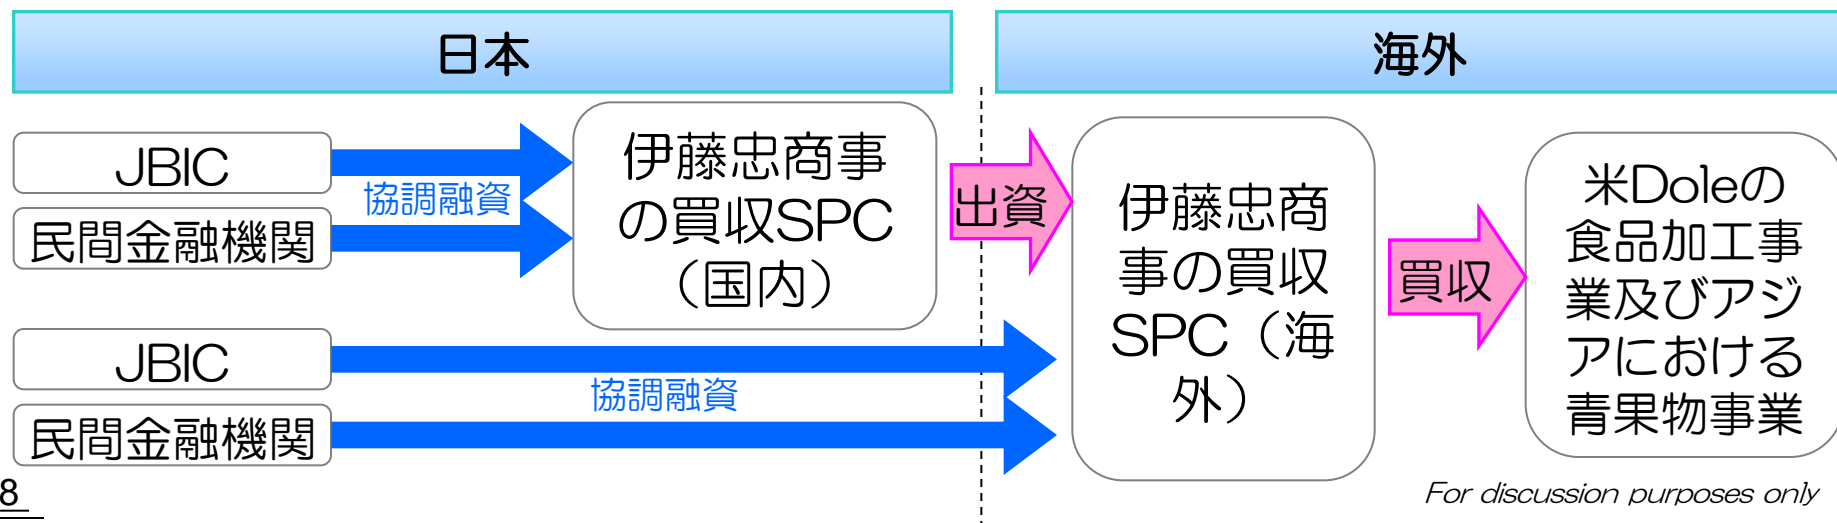 日本
海外
JBIC
協調融資
民間金融機関
伊藤忠商事
の買収SPC
（国内）
出資
伊藤忠商
事の買収
SPC（海
外）
買収
米Doleの
食品加工事
業及びアジ
アにおける
青果物事業
JBIC
協調融資
民間金融機関
8
For discussion purposes only